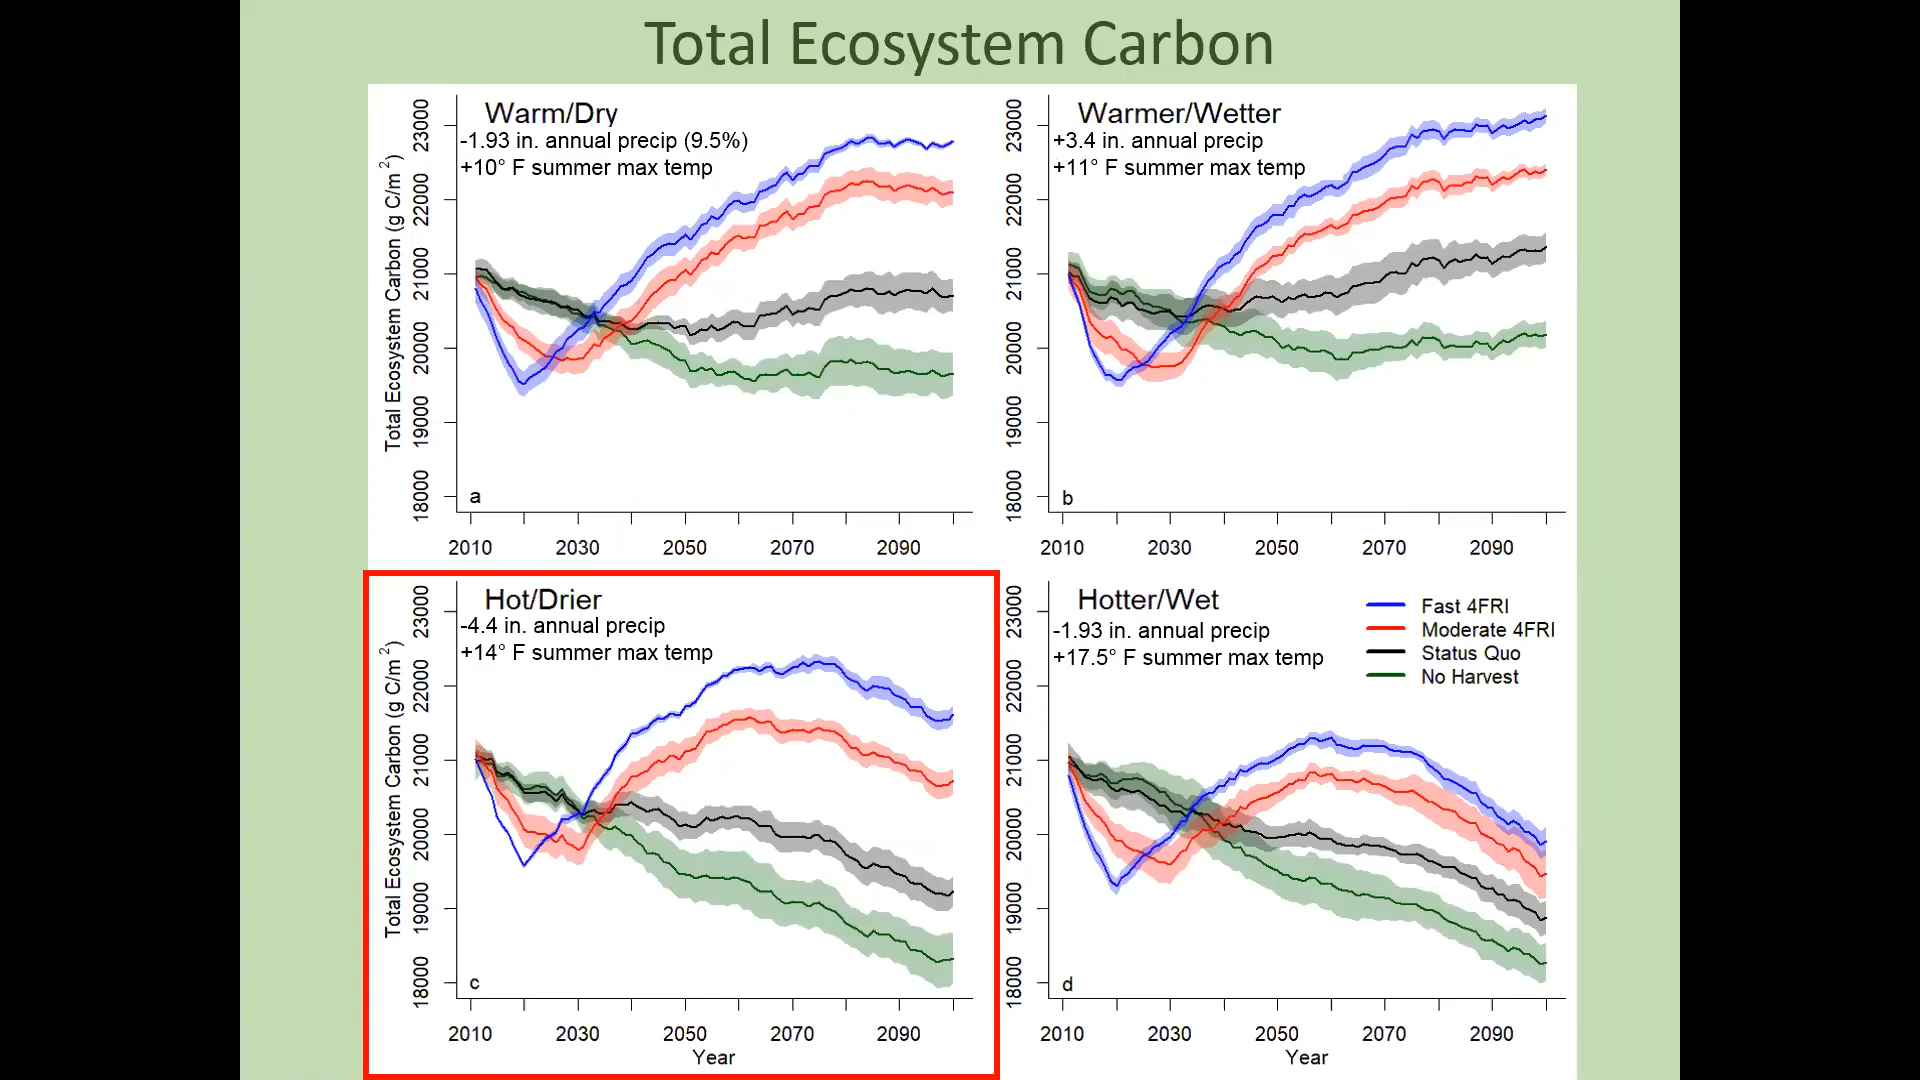 Total Ecosystem Carbon
Warm/Dry
-1.93 in. annual precip (9.5%)
+10° F summer max temp
Total Ecosystem Carbon (g C/m 2)
23000
22000
21000
20000
19000
18000
a
2010
2030
2050
2070
2090
Warmer/Wetter
+3.4 in. annual precip
+11° F summer max temp
23000
22000
21000
20000
19000
18000
b
2010
2030
2050
2070
2090
Hot/Drier
-4.4 in. annual precip
+14° F summer max temp
Total Ecosystem Carbon (g C/m 2)
23000
22000
21000
20000
19000
18000
c
2010
2030
2050
2070
2090
Year
Hotter/Wet
-1.93 in. annual precip
+17.5° F summer max temp
Fast 4FRI
Moderate 4FRI
Status Quo
No Harvest
23000
22000
21000
20000
19000
18000
d
2010
2030
2050
2070
2090
Year